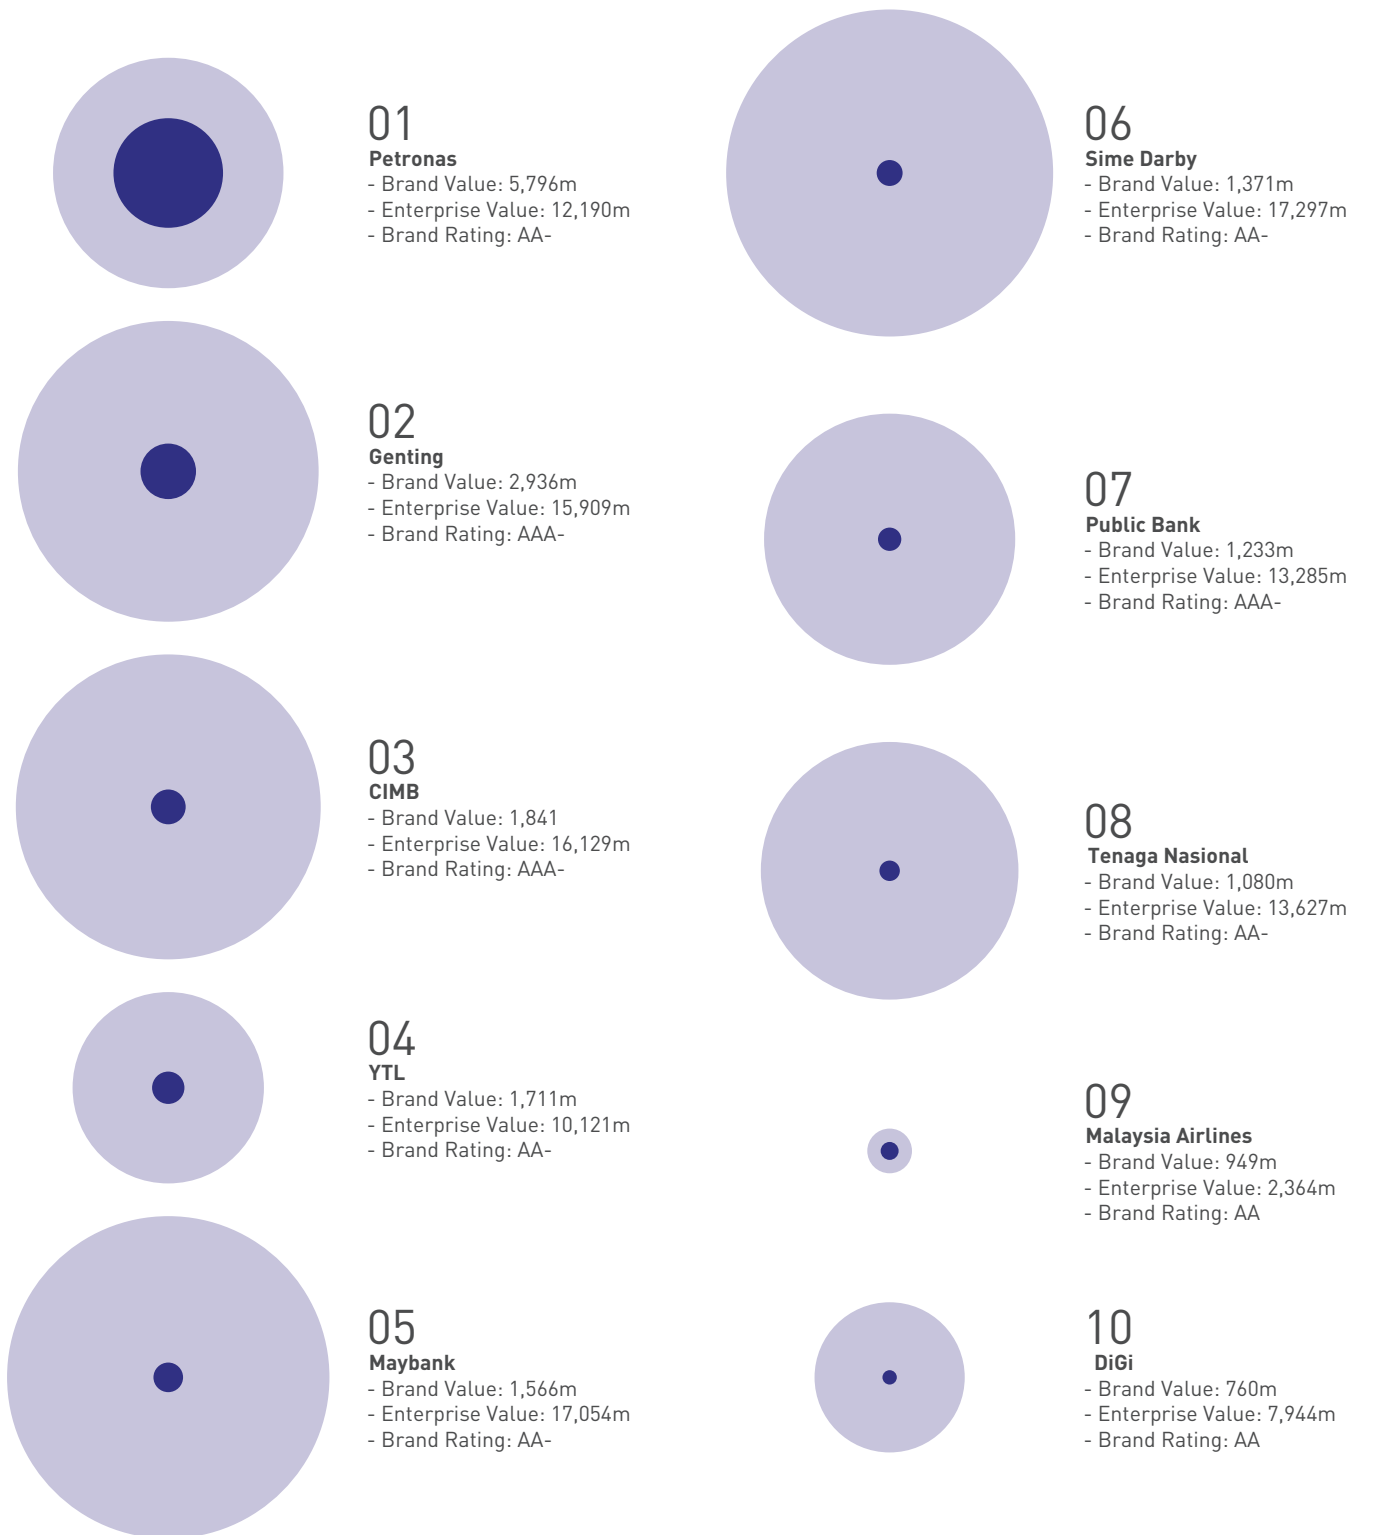 01
Petronas
- Brand Value: 5,796m
- Enterprise Value: 12,190m
- Brand Rating: AA-
02
Genting
- Brand Value: 2,936m
- Enterprise Value: 15,909m
- Brand Rating: AAA-
03
CIMB
- Brand Value: 1,841
- Enterprise Value: 16,129m
- Brand Rating: AAA-
04
YTL
- Brand Value: 1,711m
- Enterprise Value: 10,121m
- Brand Rating: AA-
05
Maybank
- Brand Value: 1,566m
- Enterprise Value: 17,054m
- Brand Rating: AA-
06
Sime Darby
- Brand Value: 1,371m
- Enterprise Value: 17,297m
- Brand Rating: AA-
07
Public Bank
- Brand Value: 1,233m
- Enterprise Value: 13,285m
- Brand Rating: AAA-
08
Tenaga Nasional
- Brand Value: 1,080m
- Enterprise Value: 13,627m
- Brand Rating: AA-
09
Malaysia Airlines
- Brand Value: 949m
- Enterprise Value: 2,364m
- Brand Rating: AA
10
DiGi
- Brand Value: 760m
- Enterprise Value: 7,944m
- Brand Rating: AA